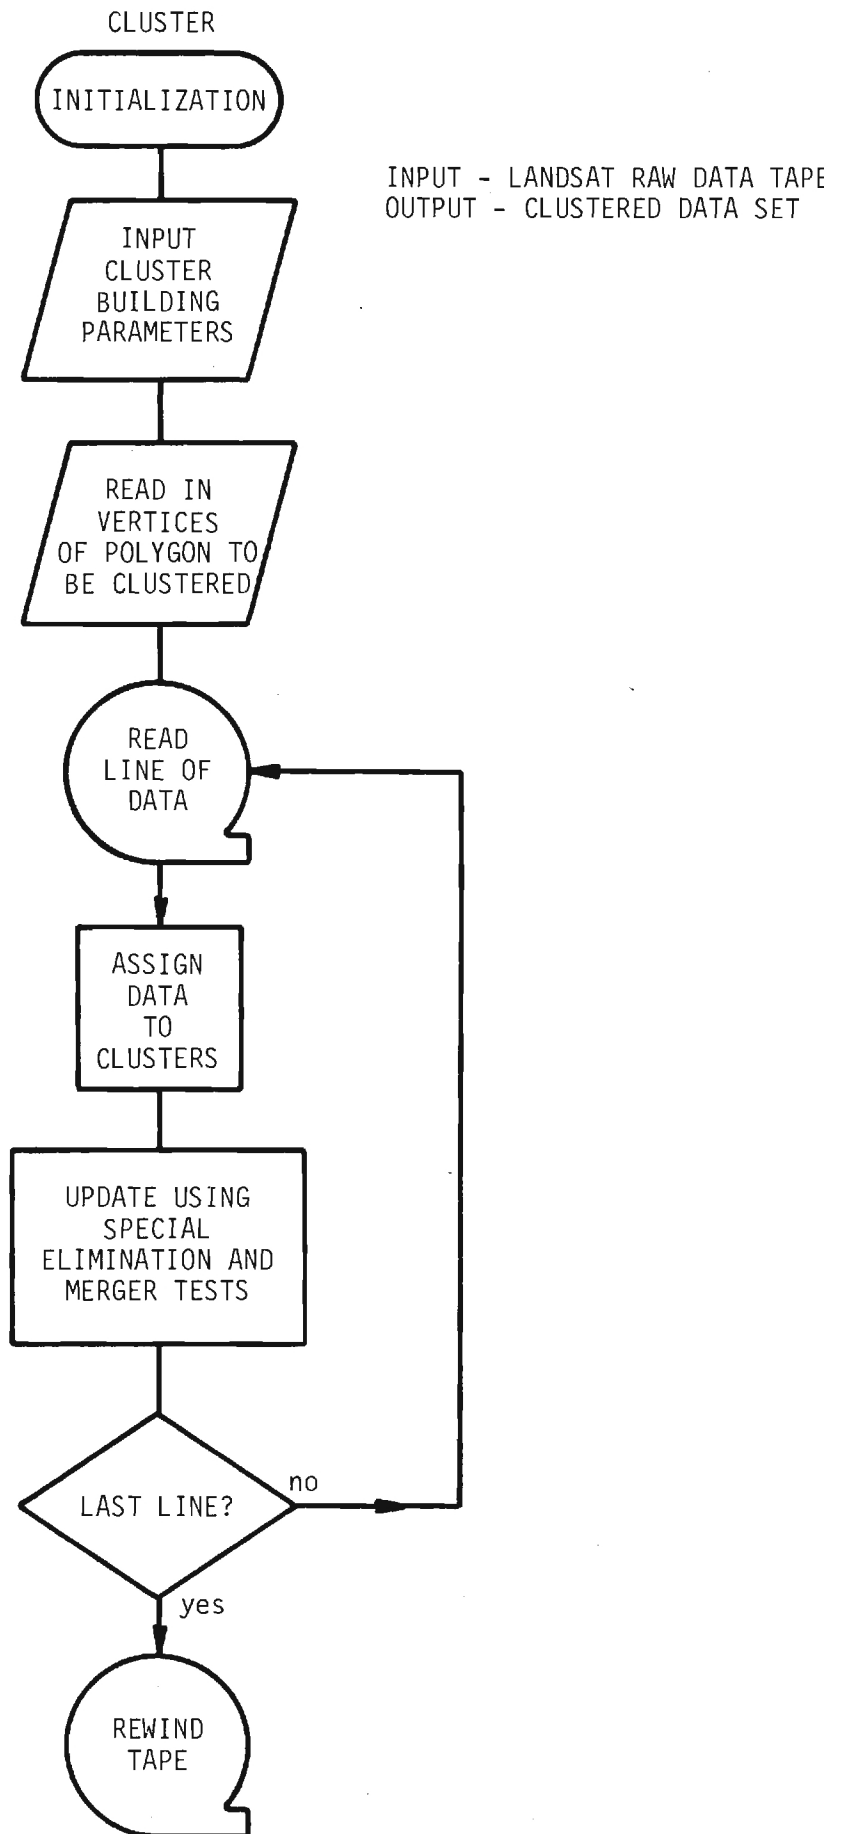 CLUSTER
INITIALIZATION
INPUT - LANDSAT RAW DATA TAPE
OUTPUT - CLUSTERED DATA SET
INPUT
CLUSTER
BUILDING
PARAMETERS
READ IN
VERTICES
OF POLYGON TO
BE CLUSTERED
READ
LINE OF
DATA
ASSIGN
DATA
TO
CLUSTERS
UPDATE USING
SPECIAL
ELIMINATION AND
MERGER TESTS
LAST LINE?
no
yes
REWIND
TAPE